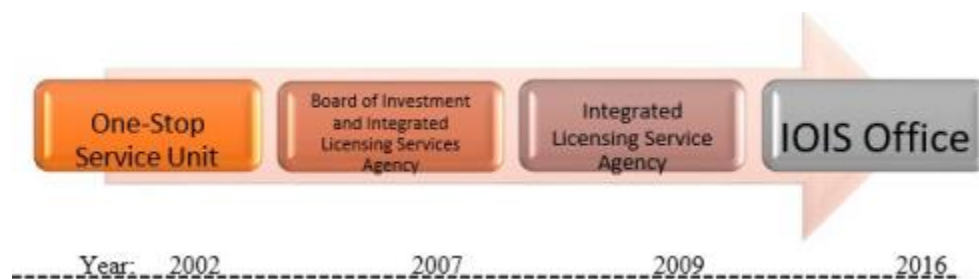 One-Stop
Service Unit
Board of Investment
and Integrated
Licensing Services
Agency
Integrated
Licensing Service
Agency
IOIS Office
Year: 2002 2007 2009 2016